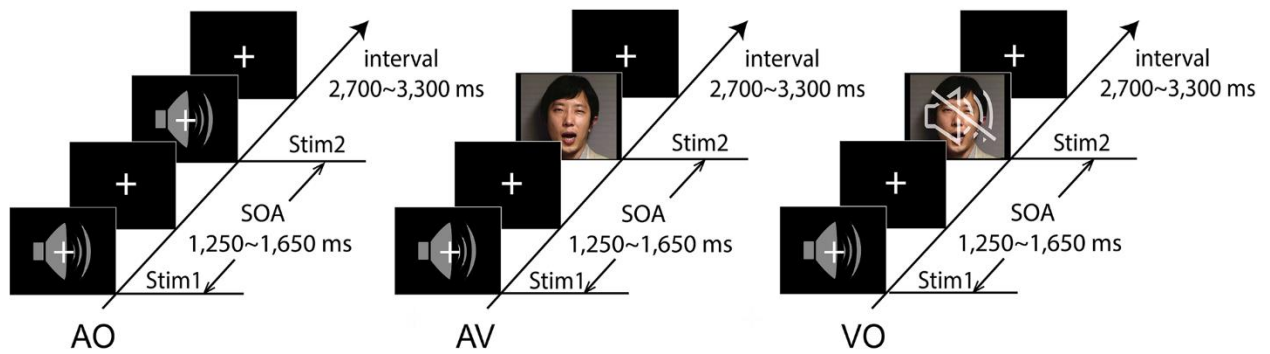 interval
2,700~3,300 ms
Stim2
SOA
1,250~1,650 ms
Stim1
AO
interval
2,700~3,300 ms
Stim2
SOA
1,250~1,650 ms
Stim1
AV
interval
2,700~3,300 ms
Stim2
SOA
1,250~1,650 ms
Stim1
VO